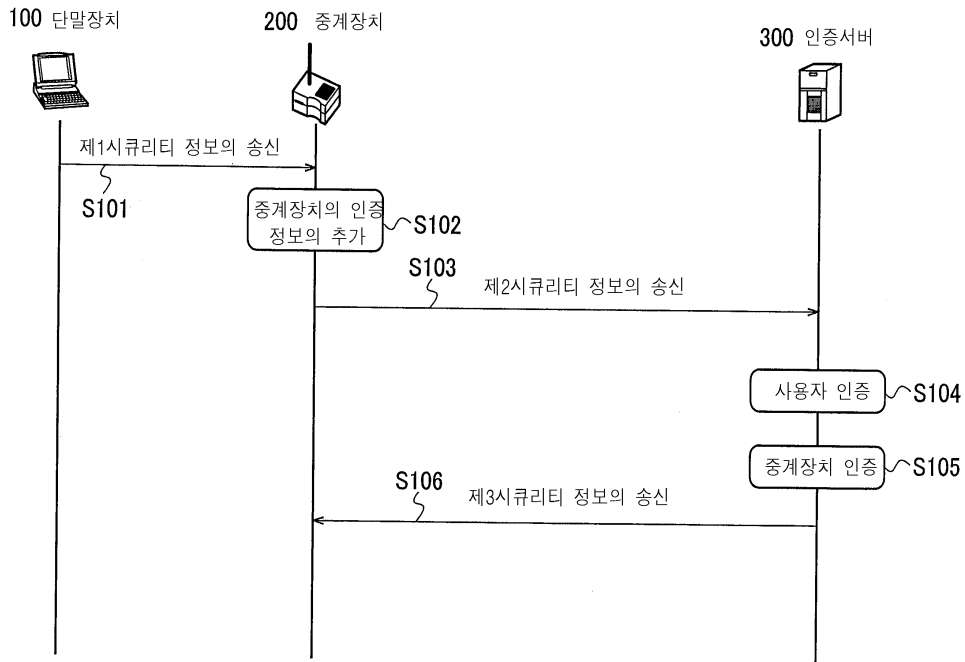 100 단말장치
200 중계장치
300 인증서버
제1시큐리티 정보의 송신
S101
중계장치의 인증
정보의 추가
S102
S103
제2시큐리티 정보의 송신
사용자 인증
S104
중계장치 인증
S105
S106
제3시큐리티 정보의 송신